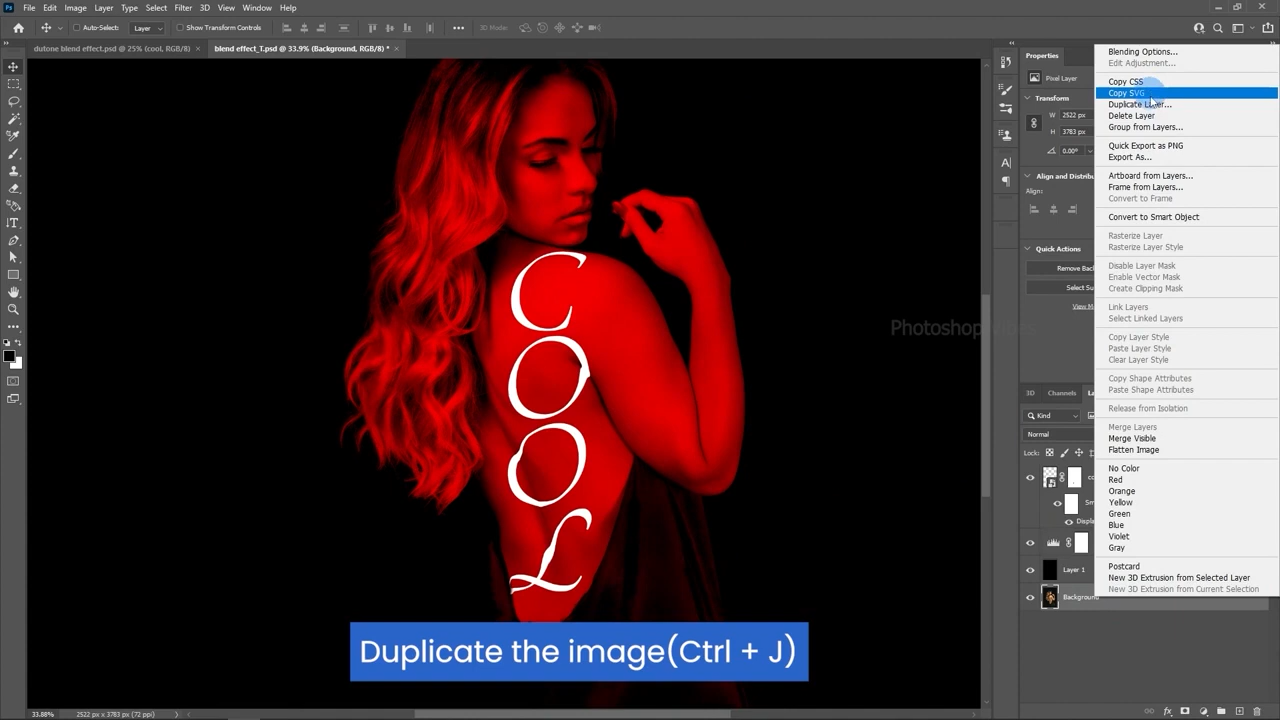 File Edit Image Layer Type Select Filter 3D View Window Help
Auto-Select: Layer Show Transform Controls 3D Mode:
dutone blend effect.psd @ 25% (cool, RGB/8) × blend effect_T.psd @ 33.9% (Background, RGB/8) * ×
Properties
Pixel Layer
Transform
W 2522 px
H 3783 px
0.00°
Align and Distribu
Align:
Quick Actions
Remove Bac
Select Su
View M
Photoshop
3D Channels La
Kind
Normal
Lock:
co
Sm
Displa
Layer 1
Background
Blending Options...
Edit Adjustment...
Copy CSS
Copy SVG
Duplicate Layer...
Delete Layer
Group from Layers...
Quick Export as PNG
Export As...
Artboard from Layers...
Frame from Layers...
Convert to Frame
Convert to Smart Object
Rasterize Layer
Rasterize Layer Style
Disable Layer Mask
Enable Vector Mask
Create Clipping Mask
Link Layers
Select Linked Layers
Copy Layer Style
Paste Layer Style
Clear Layer Style
Copy Shape Attributes
Paste Shape Attributes
Release from Isolation
Merge Layers
Merge Visible
Flatten Image
No Color
Red
Orange
Yellow
Green
Blue
Violet
Gray
Postcard
New 3D Extrusion from Selected Layer
New 3D Extrusion from Current Selection
C
O
O
L
Duplicate the image(Ctrl + J)
33.88% 2522 px x 3783 px (72 ppi)